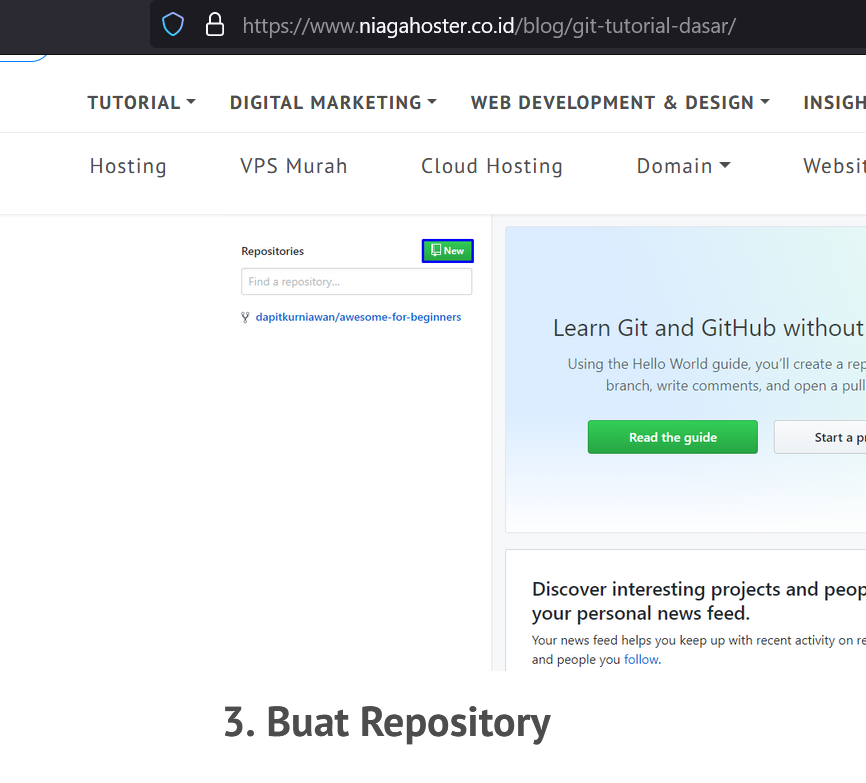 https://www.niagahoster.co.id/blog/git-tutorial-dasar/
TUTORIAL DIGITAL MARKETING WEB DEVELOPMENT & DESIGN INSIGH
Hosting VPS Murah Cloud Hosting Domain Websit
Repositories New
Find a repository...
dapitkurniawan/awesome-for-beginners
Learn Git and GitHub without
Using the Hello World guide, you'll create a rep
branch, write comments, and open a pull
Read the guide Start a pr
Discover interesting projects and peop
your personal news feed.
Your news feed helps you keep up with recent activity on re
and people you follow.
3. Buat Repository